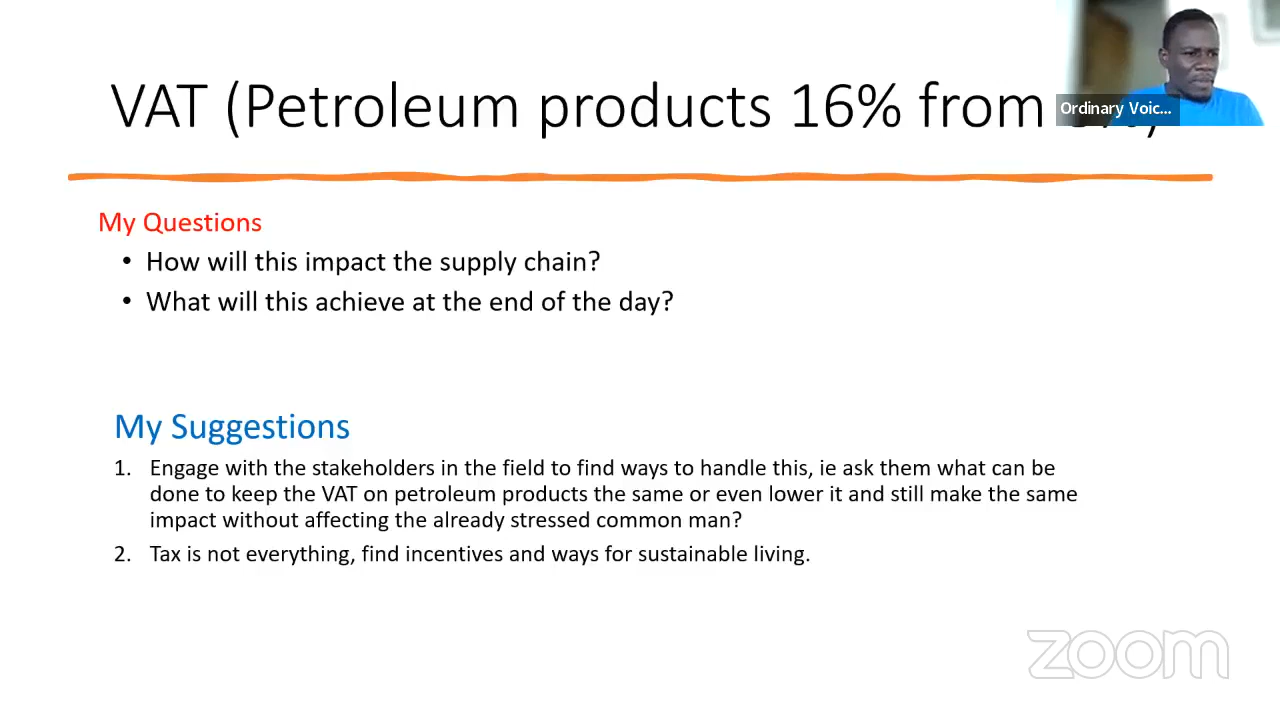 VAT (Petroleum products 16% from
Ordinary Voic...
My Questions
• How will this impact the supply chain?
• What will this achieve at the end of the day?
My Suggestions
1. Engage with the stakeholders in the field to find ways to handle this, ie ask them what can be
done to keep the VAT on petroleum products the same or even lower it and still make the same
impact without affecting the already stressed common man?
2. Tax is not everything, find incentives and ways for sustainable living.
zoom